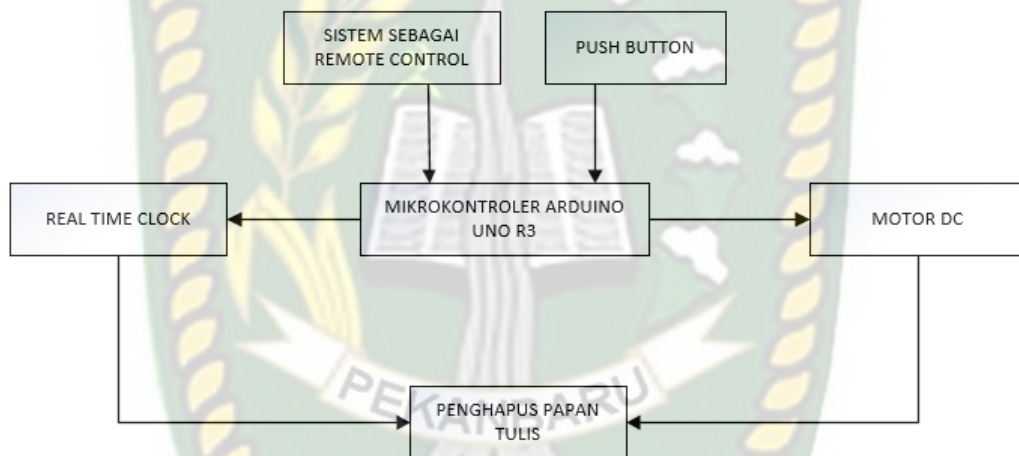 SISTEM SEBAGAI
REMOTE CONTROL
PUSH BUTTON
REAL TIME CLOCK
MIKROKONTROLER ARDUINO
UNO R3
MOTOR DC
PEKANBARU
PENGHAPUS PAPAN
TULIS